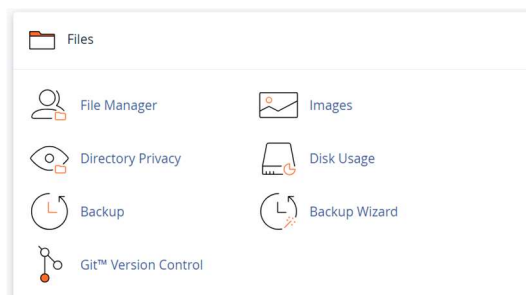 Files
File Manager
Images
Directory Privacy
Disk Usage
Backup
Backup Wizard
Git™ Version Control